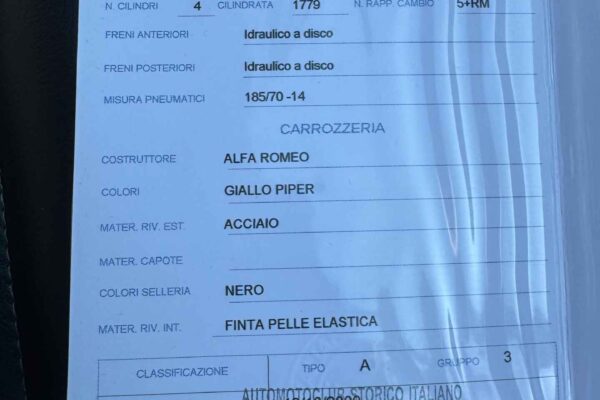 N. CILINDRI 4 CILINDRATA 1779 N. RAPP. CAMBIO 5+RM
FRENI ANTERIORI Idraulico a disco
FRENI POSTERIORI Idraulico a disco
MISURA PNEUMATICI 185/70 -14
CARROZZERIA
COSTRUTTORE ALFA ROMEO
COLORI GIALLO PIPER
MATER. RIV. EST. ACCIAIO
MATER. CAPOTE
COLORI SELLERIA NERO
MATER. RIV. INT. FINTA PELLE ELASTICA
CLASSIFICAZIONE TIPO A GRUPPO 3
AUTOMOTOCLUB STORICO ITALIANO